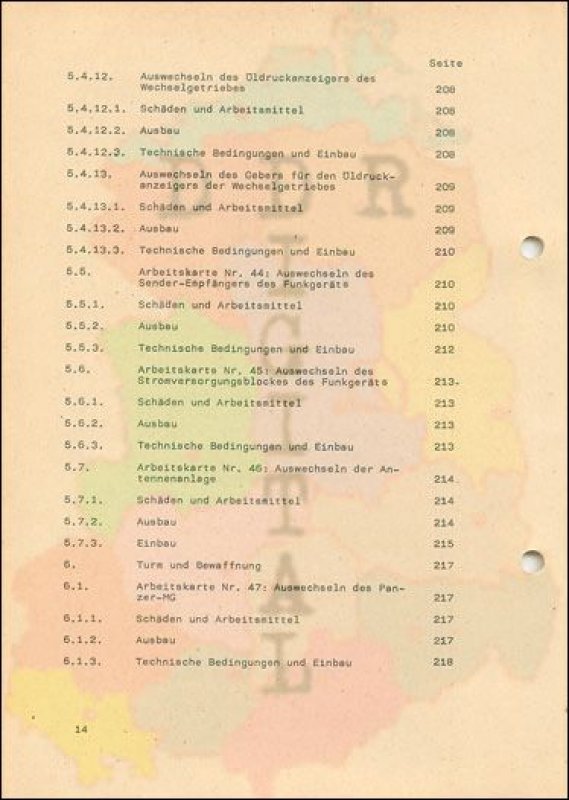 Seite
5.4.12. Auswechseln des Öldruckanzeigers des
Wechselgetriebes 208
5.4.12.1. Schäden und Arbeitsmittel 208
5.4.12.2. Ausbau 208
5.4.12.3. Technische Bedingungen und Einbau 208
5.4.13. Auswechseln des Gebers für den Öldruck-
anzeigers der Wechselgetriebes 209
5.4.13.1. Schäden und Arbeitsmittel 209
5.4.13.2. Ausbau 209
5.4.13.3. Technische Bedingungen und Einbau 210
5.5. Arbeitskarte Nr. 44: Auswechseln des
Sender-Empfängers des Funkgeräts 210
5.5.1. Schäden und Arbeitsmittel 210
5.5.2. Ausbau 210
5.5.3. Technische Bedingungen und Einbau 212
5.6. Arbeitskarte Nr. 45: Auswechseln des
Stromversorgungsblockes des Funkgeräts 213.
5.6.1. Schäden und Arbeitsmittel 213
5.6.2. Ausbau 213
5.6.3. Technische Bedingungen und Einbau 213
5.7. Arbeitskarte Nr. 46: Auswechseln der An-
tennenanlage 214
5.7.1. Schäden und Arbeitsmittel 214
5.7.2. Ausbau 214
5.7.3. Einbau 215
6. Turm und Bewaffnung 217
6.1. Arbeitskarte Nr. 47: Auswechseln des Pan-
zer-MG 217
6.1.1. Schäden und Arbeitsmittel 217
6.1.2. Ausbau 217
6.1.3. Technische Bedingungen und Einbau 218
14
DDR
DIGITAL